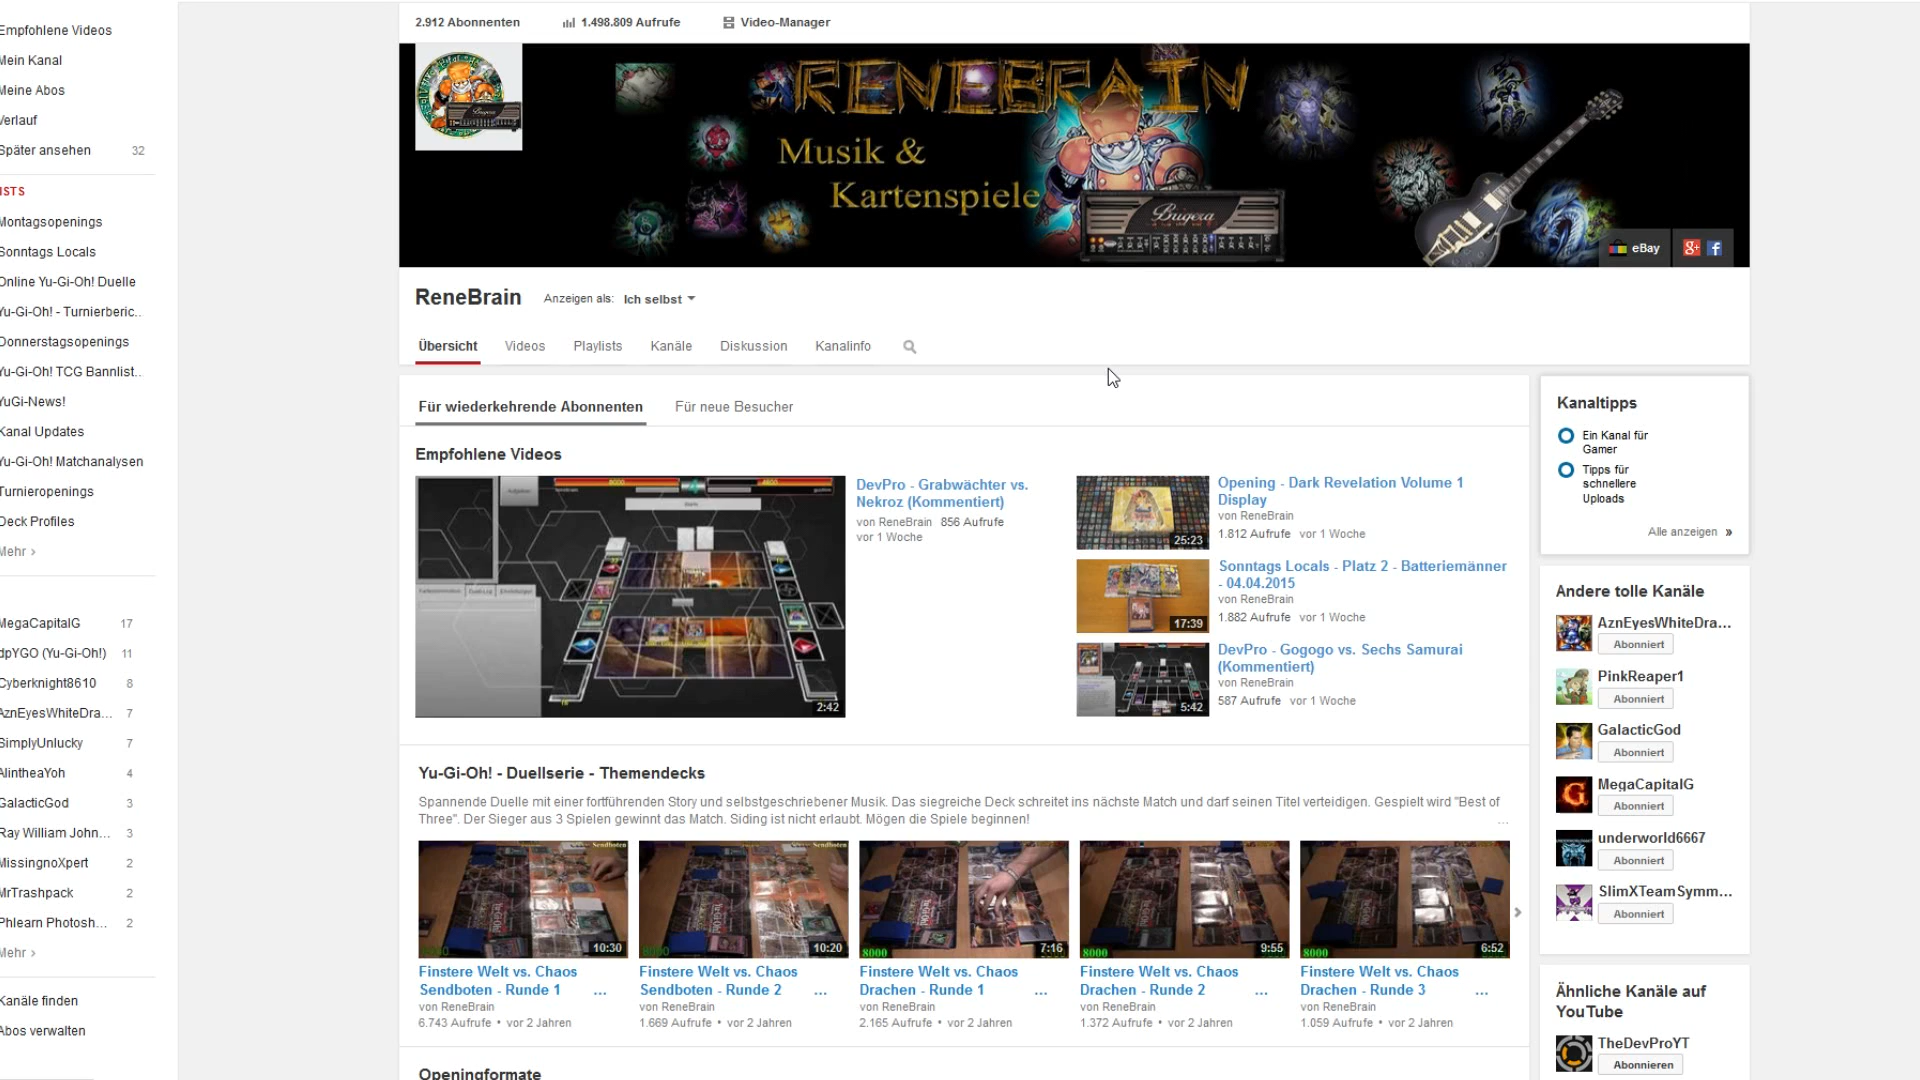 2.912 Abonnenten
1.498.809 Aufrufe
Video-Manager
Empfohlene Videos
Mein Kanal
Meine Abos
Verlauf
Später ansehen 32
ISTS
Montagsopenings
Sonntags Locals
Online Yu-Gi-Oh! Duelle
Yu-Gi-Oh! - Turnierberic...
Donnerstagsopenings
Yu-Gi-Oh! TCG Bannlist...
YuGi-News!
Kanal Updates
Yu-Gi-Oh! Matchanalysen
Turnieropenings
Deck Profiles
Mehr ›
MegaCapitalG 17
dpYGO (Yu-Gi-Oh!) 11
Cyberknight8610 8
AznEyesWhiteDra... 7
SimplyUnlucky 7
AlintheaYoh 4
GalacticGod 3
Ray William John... 3
MissingnoXpert 2
MrTrashpack 2
Phlearn Photosh... 2
Mehr ›
Kanäle finden
Abos verwalten
RENEBRAIN
Musik &
Kartenspiele
Bugera
eBay
ReneBrain
Anzeigen als: Ich selbst
Übersicht
Videos
Playlists
Kanäle
Diskussion
Kanalinfo
Für wiederkehrende Abonnenten
Für neue Besucher
Empfohlene Videos
2:42
DevPro - Grabwächter vs.
Nekroz (Kommentiert)
von ReneBrain 856 Aufrufe
vor 1 Woche
25:23
Opening - Dark Revelation Volume 1
Display
von ReneBrain
1.812 Aufrufe vor 1 Woche
17:39
Sonntags Locals - Platz 2 - Batteriemänner
- 04.04.2015
von ReneBrain
1.882 Aufrufe vor 1 Woche
5:42
DevPro - Gogogo vs. Sechs Samurai
(Kommentiert)
von ReneBrain
587 Aufrufe vor 1 Woche
Yu-Gi-Oh! - Duellserie - Themendecks
Spannende Duelle mit einer fortführenden Story und selbstgeschriebener Musik. Das siegreiche Deck schreitet ins nächste Match und darf seinen Titel verteidigen. Gespielt wird "Best of
Three". Der Sieger aus 3 Spielen gewinnt das Match. Siding ist nicht erlaubt. Mögen die Spiele beginnen!
...
Sendboten
8000
10:30
Finstere Welt vs. Chaos
Sendboten - Runde 1 ...
von ReneBrain
6.743 Aufrufe • vor 2 Jahren
Sendboten
8000
10:20
Finstere Welt vs. Chaos
Sendboten - Runde 2 ...
von ReneBrain
1.669 Aufrufe • vor 2 Jahren
8000
7:16
Finstere Welt vs. Chaos
Drachen - Runde 1 ...
von ReneBrain
2.165 Aufrufe • vor 2 Jahren
8000
9:55
Finstere Welt vs. Chaos
Drachen - Runde 2 ...
von ReneBrain
1.372 Aufrufe • vor 2 Jahren
8000
6:52
Finstere Welt vs. Chaos
Drachen - Runde 3 ...
von ReneBrain
1.059 Aufrufe • vor 2 Jahren
Openingformate
Kanaltipps
Ein Kanal für
Gamer
Tipps für
schnellere
Uploads
Alle anzeigen »
Andere tolle Kanäle
AznEyesWhiteDra...
Abonniert
PinkReaper1
Abonniert
GalacticGod
Abonniert
MegaCapitalG
Abonniert
underworld6667
Abonniert
SlimXTeamSymm...
Abonniert
Ähnliche Kanäle auf
YouTube
TheDevProYT
Abonnieren